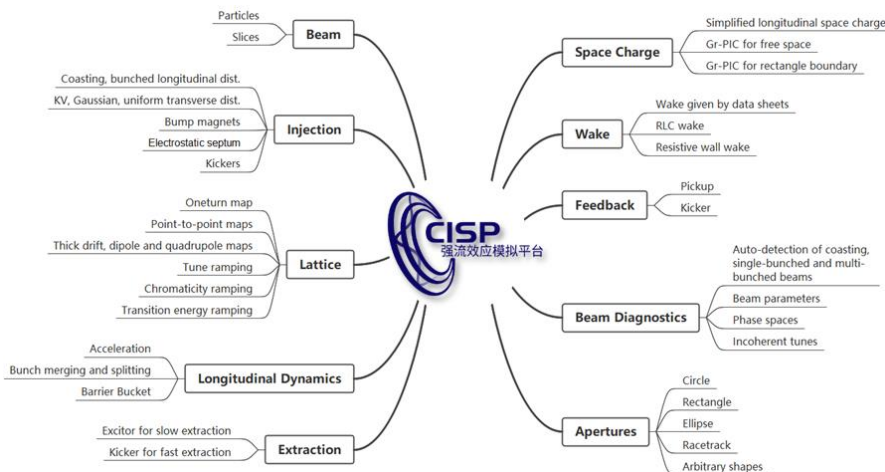 Particles
Slices
Beam
Coasting, bunched longitudinal dist.
KV, Gaussian, uniform transverse dist.
Bump magnets
Electrostatic septum
Kickers
Injection
Oneturn map
Point-to-point maps
Thick drift, dipole and quadrupole maps
Tune ramping
Chromaticity ramping
Transition energy ramping
Lattice
Acceleration
Bunch merging and splitting
Barrier Bucket
Longitudinal Dynamics
Excitor for slow extraction
Kicker for fast extraction
Extraction
CISP
强流效应模拟平台
Space Charge
Simplified longitudinal space charge
Gr-PIC for free space
Gr-PIC for rectangle boundary
Wake
Wake given by data sheets
RLC wake
Resistive wall wake
Feedback
Pickup
Kicker
Beam Diagnostics
Auto-detection of coasting,
single-bunched and multi-
bunched beams
Beam parameters
Phase spaces
Incoherent tunes
Apertures
Circle
Rectangle
Ellipse
Racetrack
Arbitrary shapes